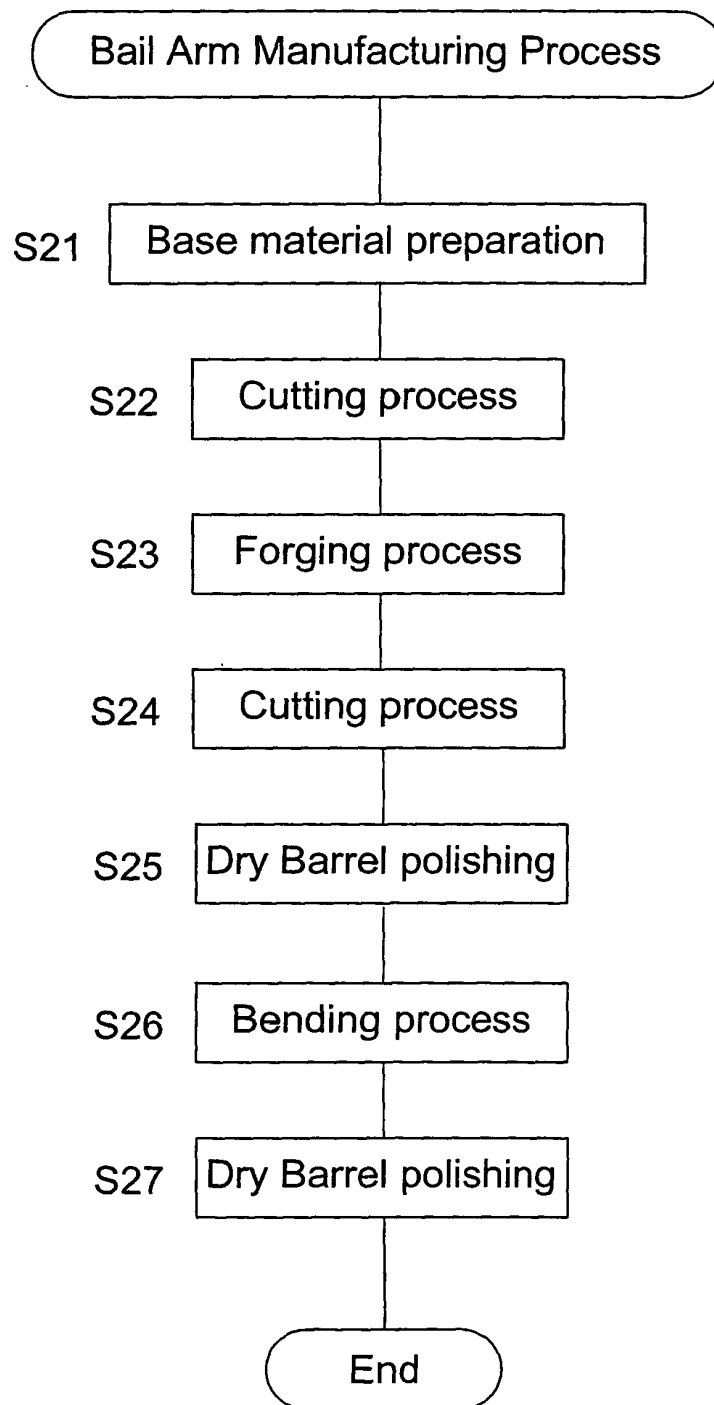 Bail Arm Manufacturing Process
S21 Base material preparation
S22 Cutting process
S23 Forging process
S24 Cutting process
S25 Dry Barrel polishing
S26 Bending process
S27 Dry Barrel polishing
End